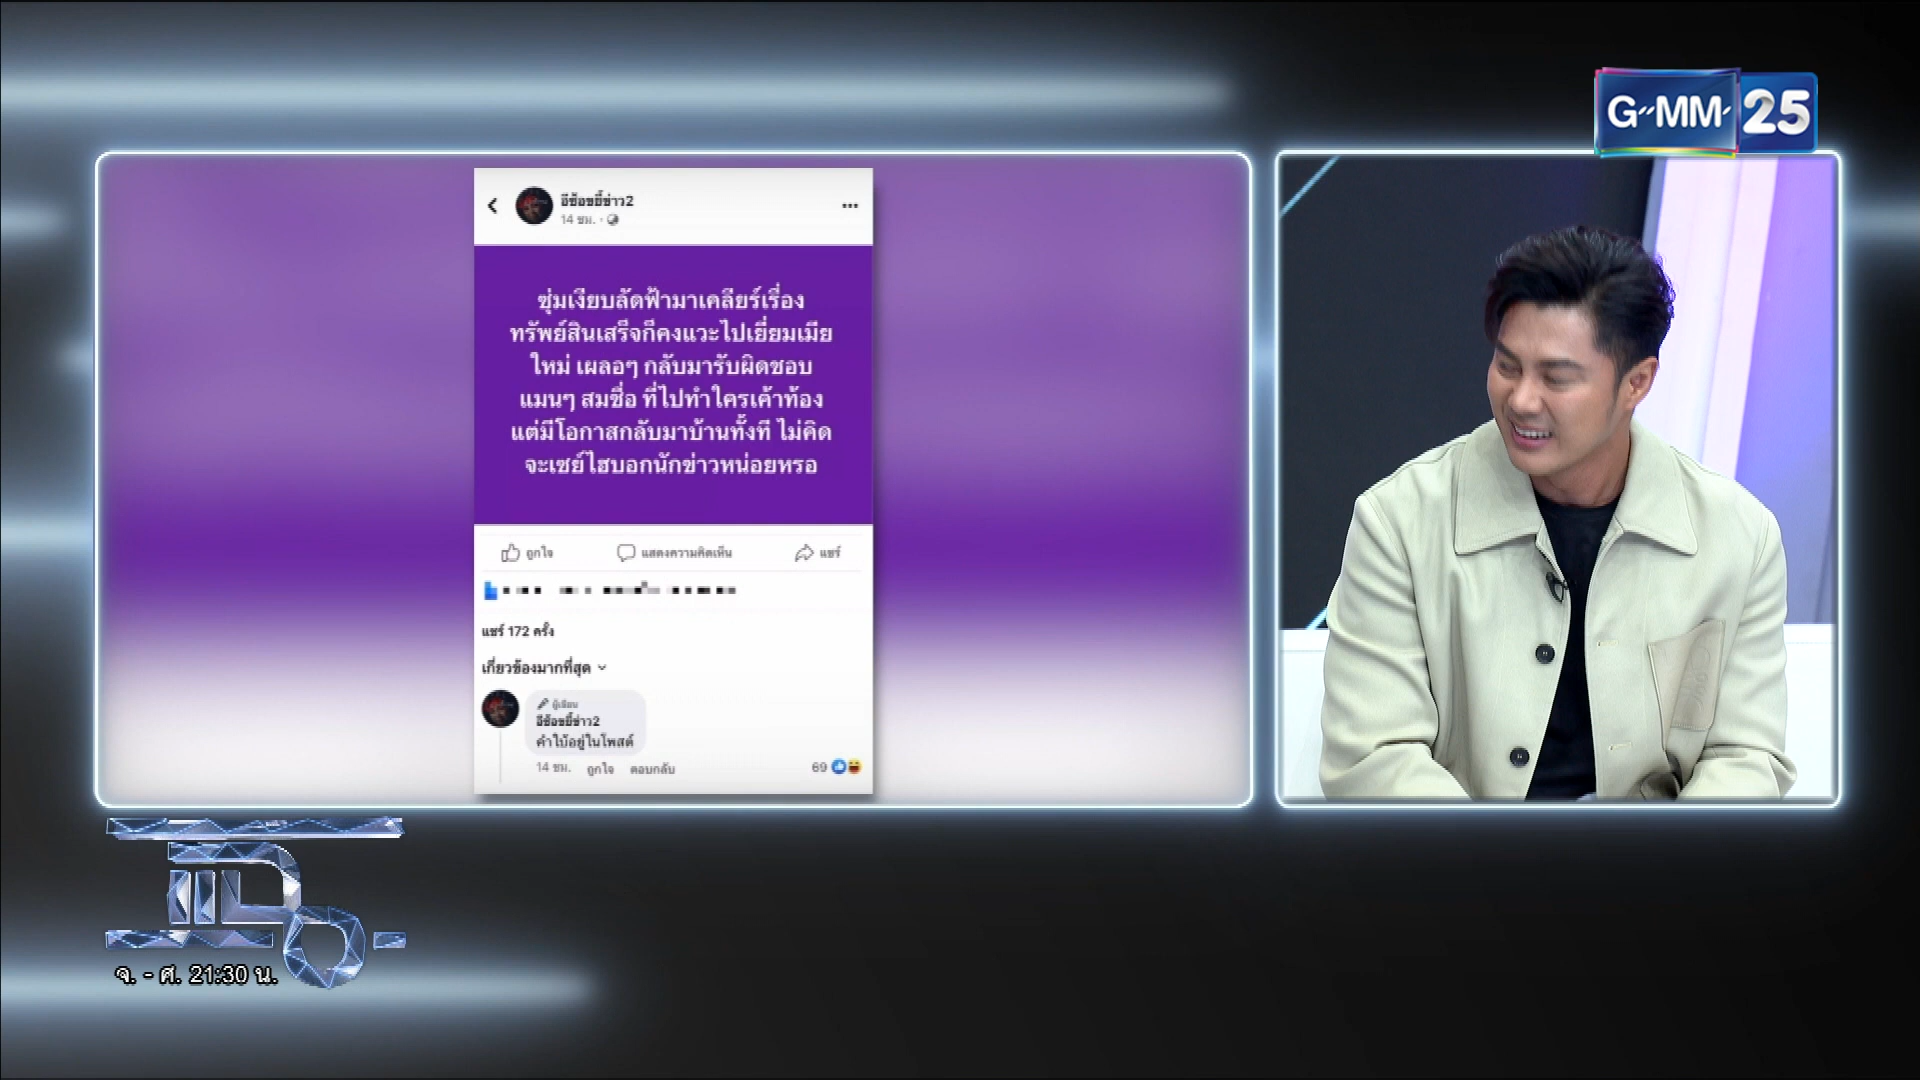 G"MM' 25
อีซ้อขยี้ข่าว2
14 ชม.
ซุ่มเงียบลัดฟ้ามาเคลียร์เรื่อง
ทรัพย์สินเสร็จก็คงแวะไปเยี่ยมเมีย
ใหม่ เผลอๆ กลับมารับผิดชอบ
แมนๆ สมชื่อ ที่ไปทำใครเค้าท้อง
แต่มีโอกาสกลับมาบ้านทั้งที ไม่คิด
จะเซย์ไฮบอกนักข่าวหน่อยหรอ
ถูกใจ แสดงความคิดเห็น แชร์
แชร์ 172 ครั้ง
เกี่ยวข้องมากที่สุด
ผู้เขียน
อีซ้อขยี้ข่าว2
คำใบ้อยู่ในโพสต์
14 ชม. ถูกใจ ตอบกลับ 69
แฉ
จ. - ศ. 21:30 น.